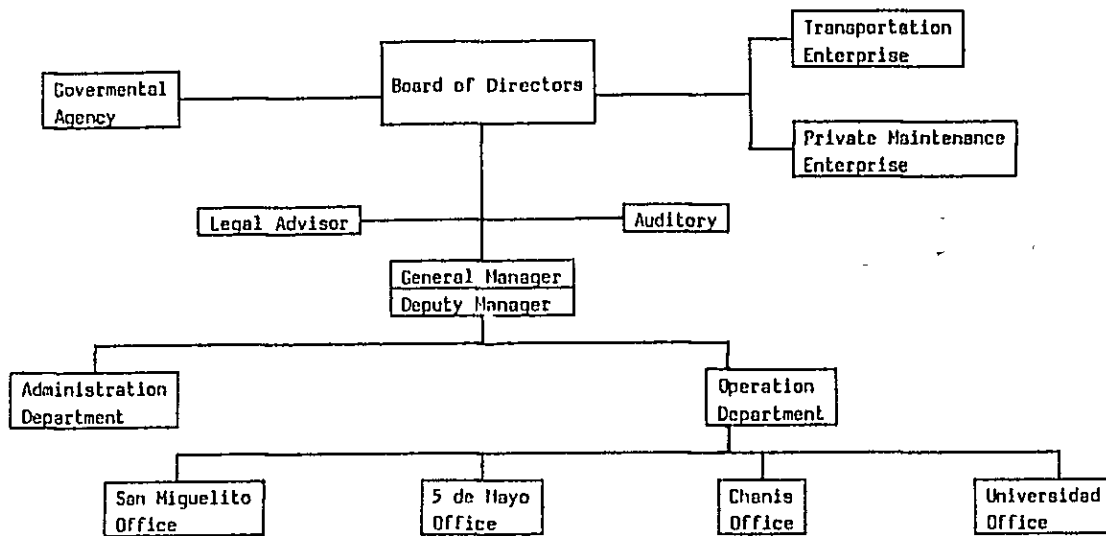 Transportation
Enterprise
Govermental
Agency
Board of Directors
Private Maintenance
Enterprise
Legal Advisor
Auditory
General Manager
Deputy Manager
Administration
Department
Operation
Department
San Miguelito
Office
5 de Mayo
Office
Chanis
Office
Universidad
Office